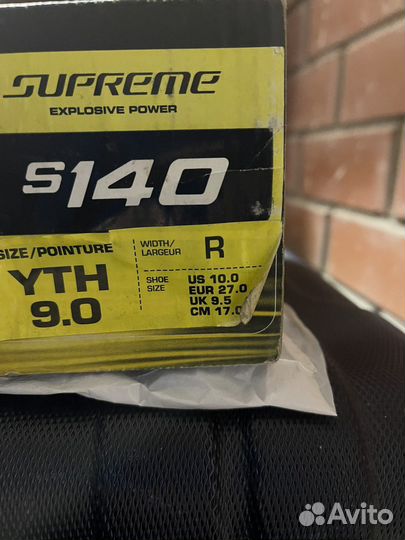 SUPREME
EXPLOSIVE POWER
S140
SIZE/POINTURE
YTH
9.0
WIDTH/
LARGEUR
R
SHOE
SIZE
US 10.0
EUR 27.0
UK 9.5
CM 17.0
Avito